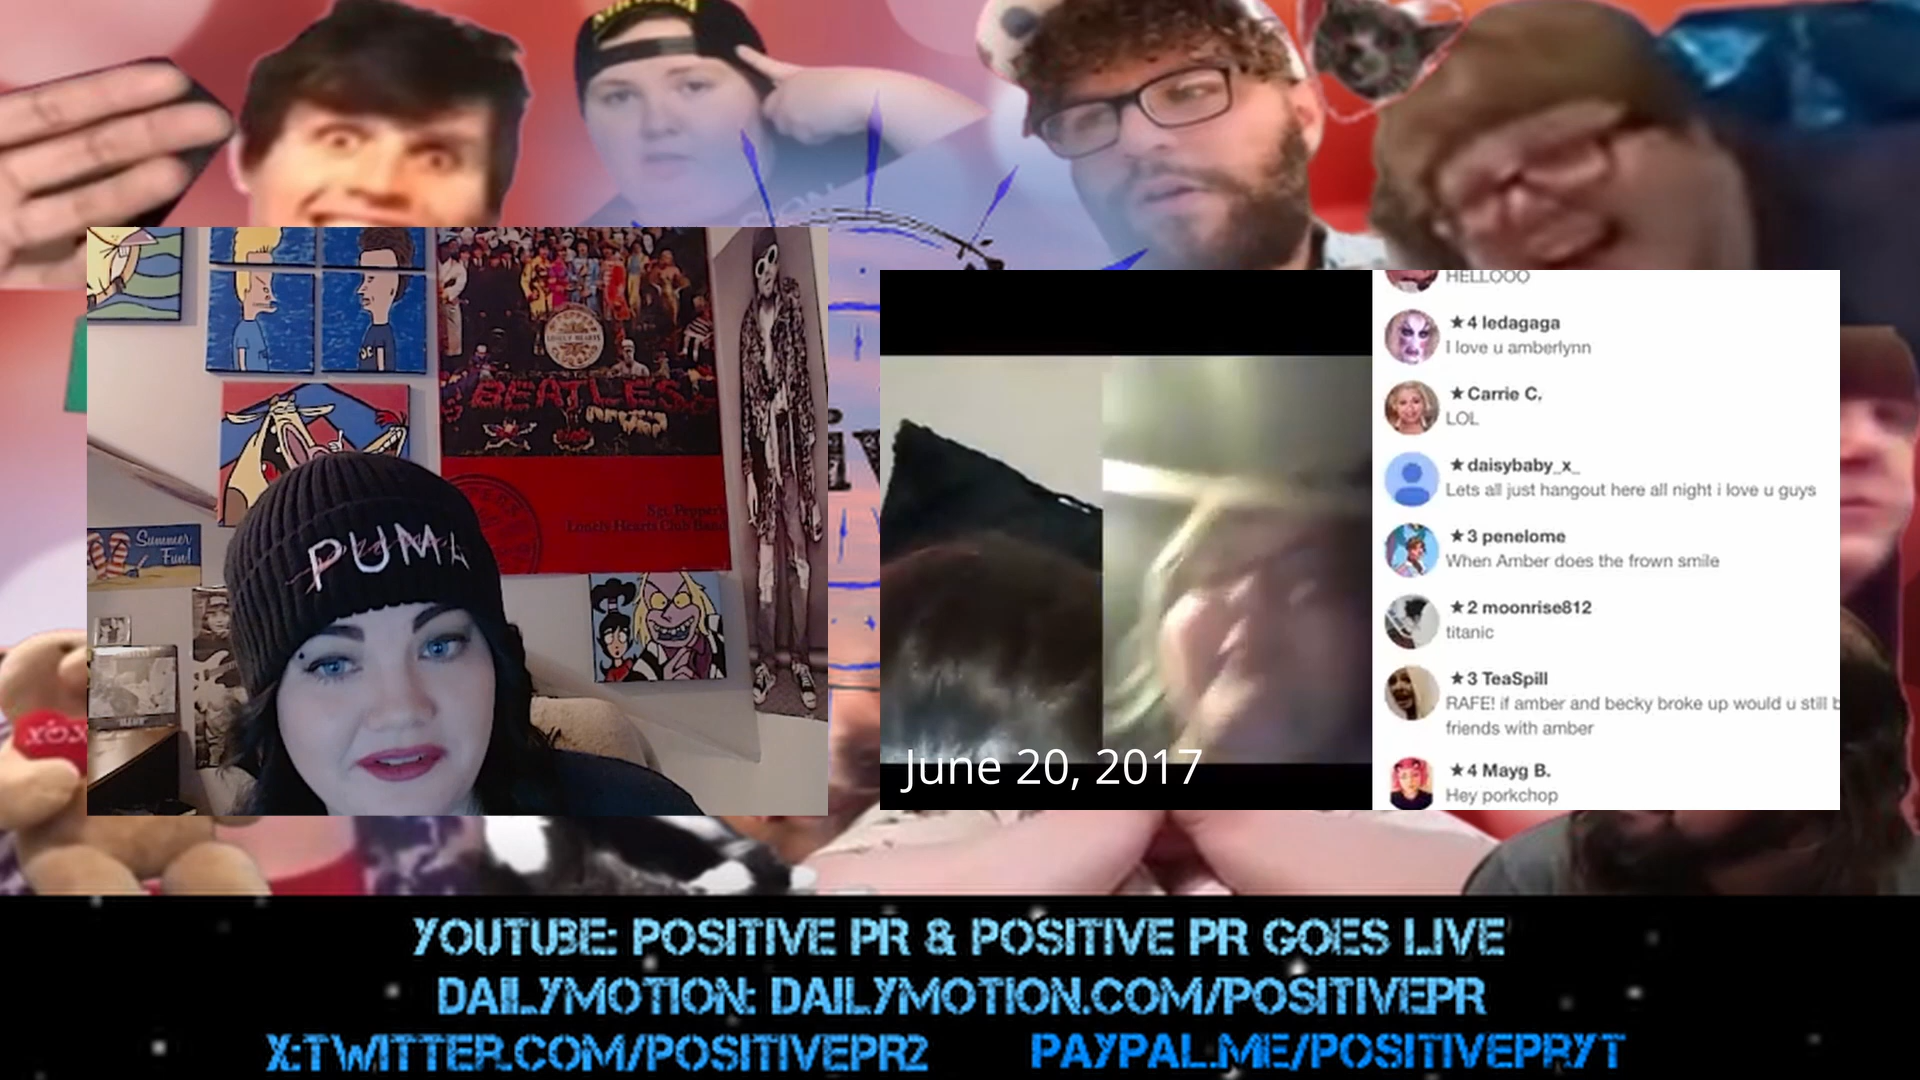 NIRVANA
HELLOOO
★4 ledagaga
I love u amberlynn
★Carrie C.
LOL
★daisybaby_x_
Lets all just hangout here all night i love u guys
★3 penelome
When Amber does the frown smile
★2 moonrise812
titanic
★3 TeaSpill
RAFE! if amber and becky broke up would u still b
friends with amber
★4 Mayg B.
Hey porkchop
June 20, 2017
BEATLES
Sgt. Pepper's
Lonely Hearts Club Band
PUMA
Summer
Fun!
XOX
YOUTUBE: POSITIVE PR & POSITIVE PR GOES LIVE
DAILYMOTION: DAILYMOTION.COM/POSITIVEPR
X:TWITTER.COM/POSITIVEPR2 PAYPAL.ME/POSITIVEPRYT